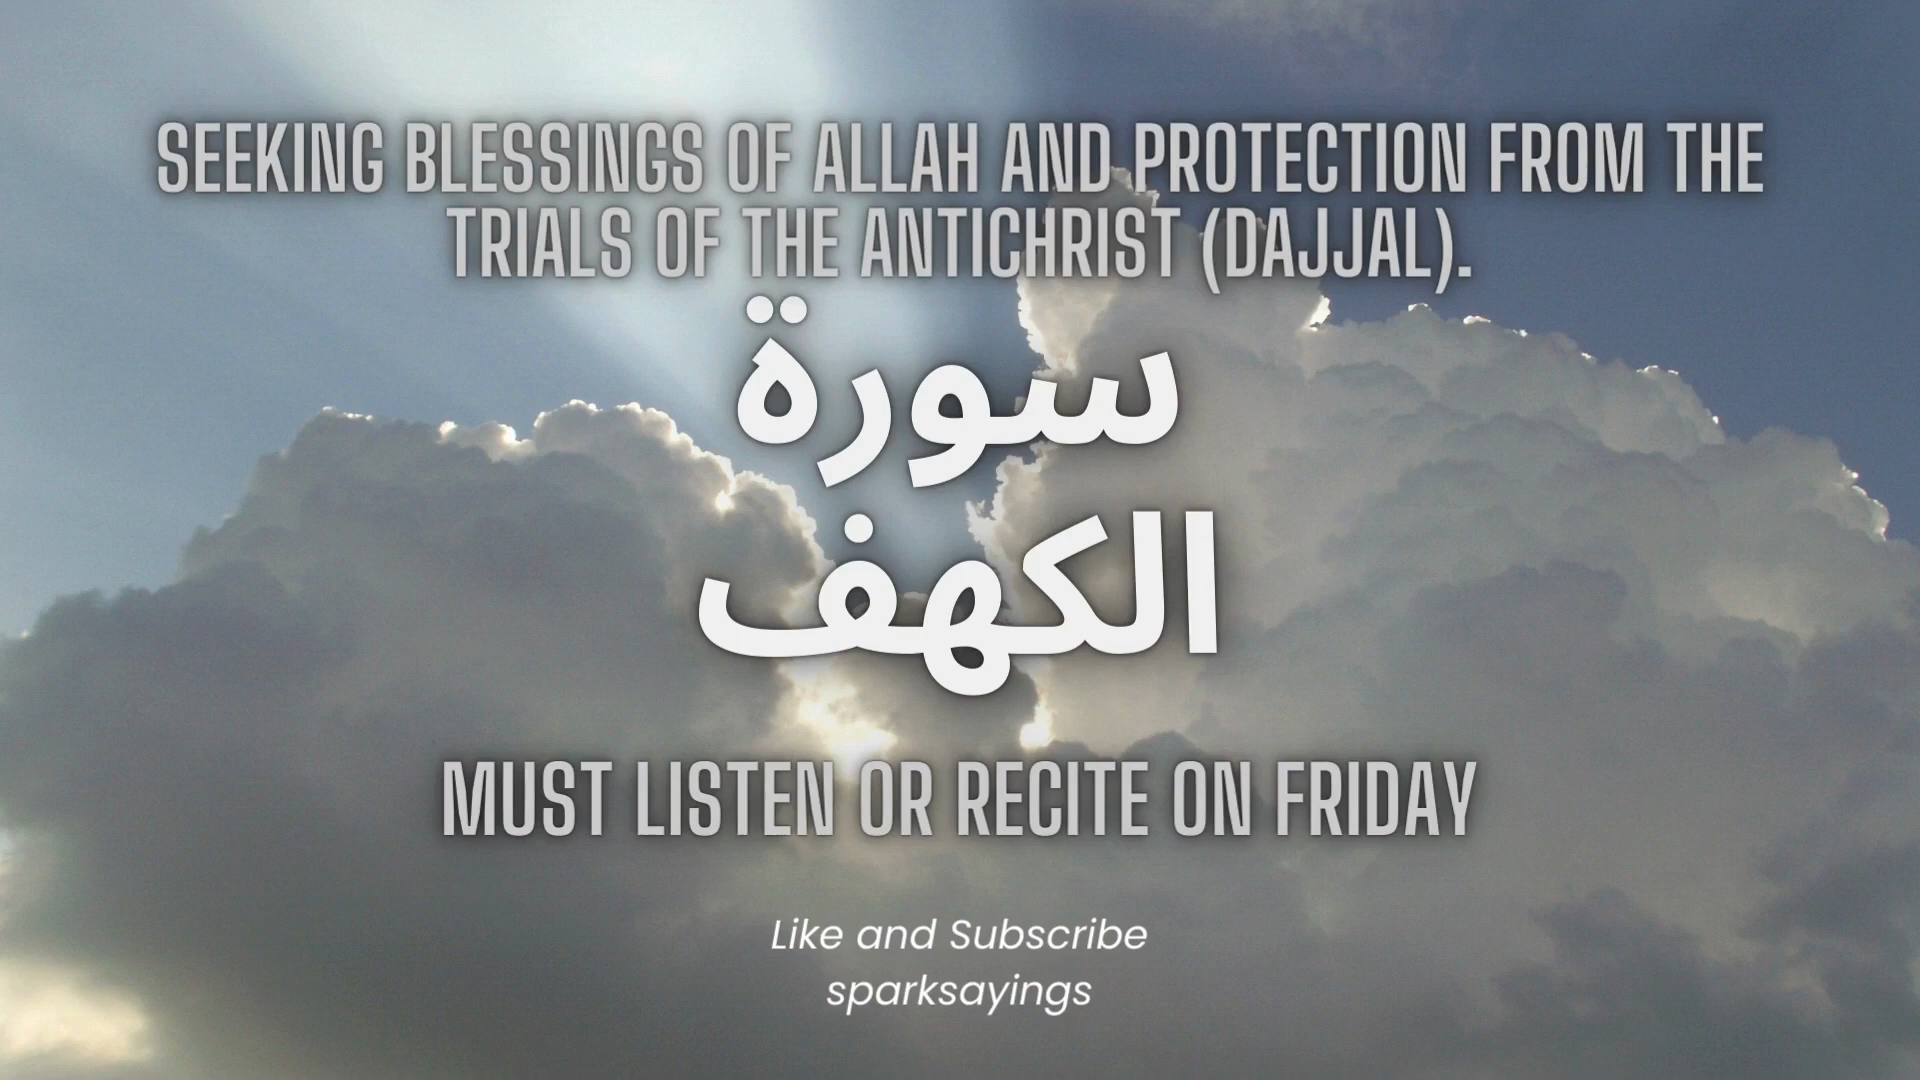 SEEKING BLESSINGS OF ALLAH AND PROTECTION FROM THE
TRIALS OF THE ANTICHRIST (DAJJAL).
سورة
الكهف
MUST LISTEN OR RECITE ON FRIDAY
Like and Subscribe
sparksayings